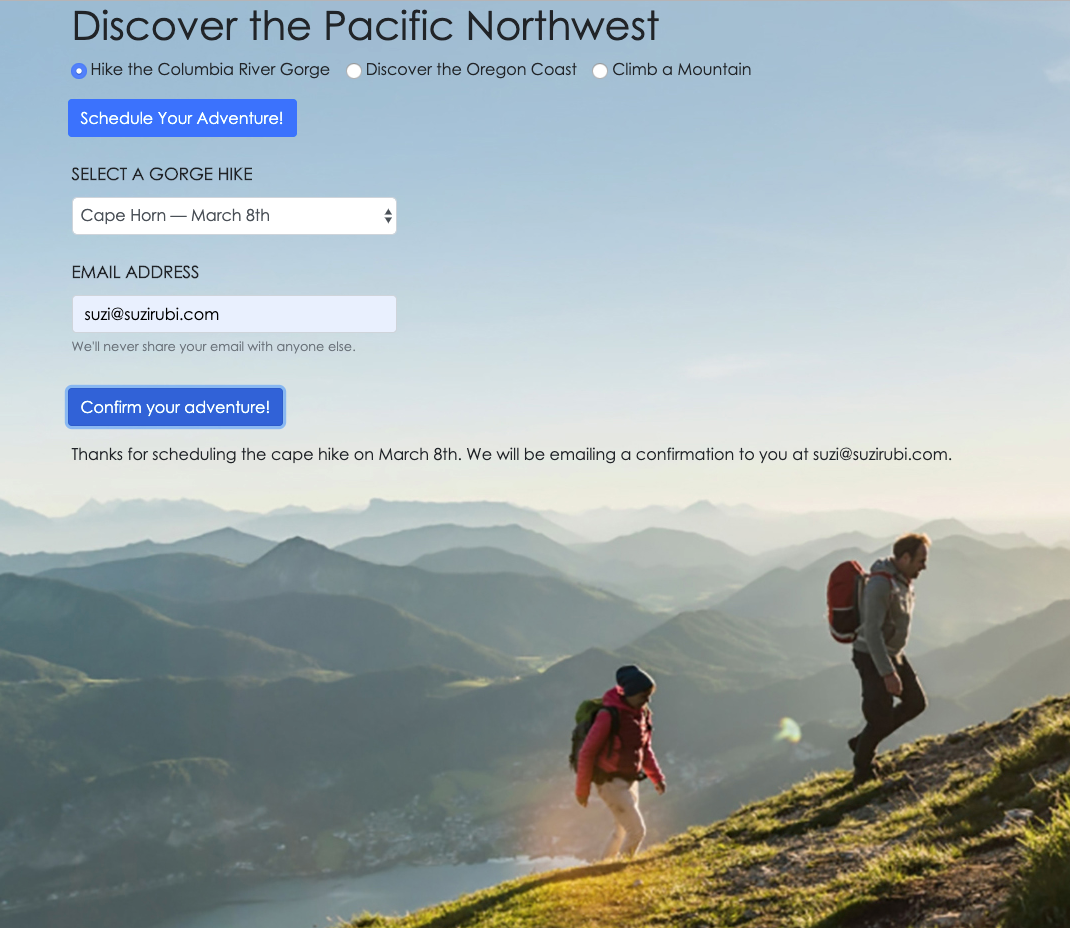 Discover the Pacific Northwest
Hike the Columbia River Gorge Discover the Oregon Coast Climb a Mountain
Schedule Your Adventure!
SELECT A GORGE HIKE
Cape Horn — March 8th
EMAIL ADDRESS
suzi@suzirubi.com
We'll never share your email with anyone else.
Confirm your adventure!
Thanks for scheduling the cape hike on March 8th. We will be emailing a confirmation to you at suzi@suzirubi.com.